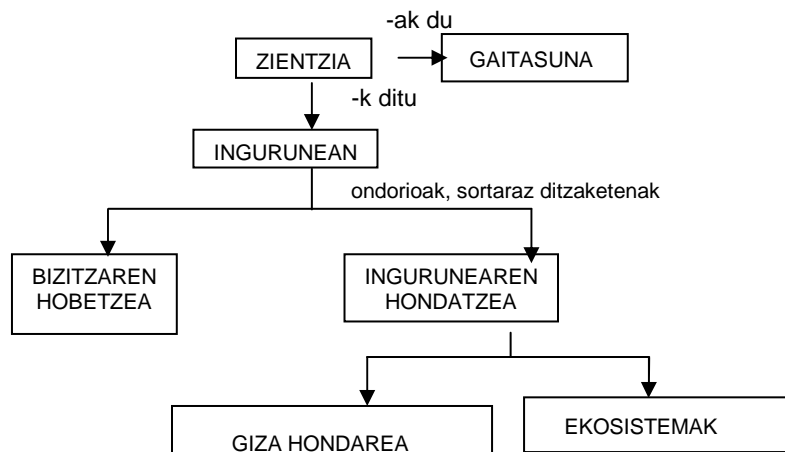 -ak du
ZIENTZIA
GAITASUNA
-k ditu
INGURUNEAN
ondorioak, sortaraz ditzaketenak
BIZITZAREN
HOBETZEA
INGURUNEAREN
HONDATZEA
GIZA HONDAREA
EKOSISTEMAK